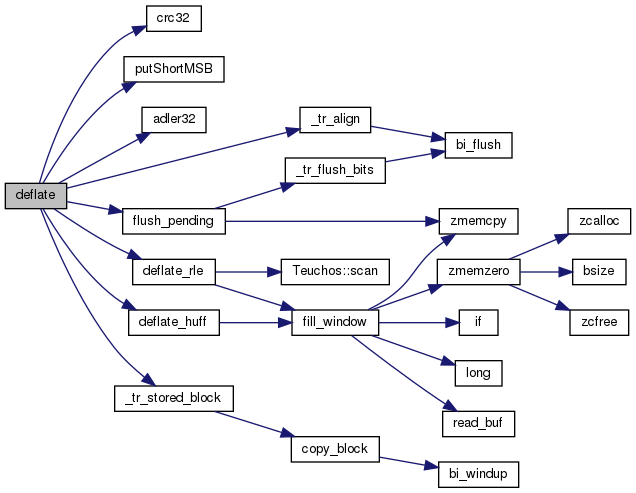 crc32
putShortMSB
adler32
_tr_align
bi_flush
_tr_flush_bits
deflate
flush_pending
zmemcpy
zcalloc
deflate_rle
Teuchos::scan
zmemzero
bsize
deflate_huff
fill_window
if
zcfree
long
_tr_stored_block
read_buf
copy_block
bi_windup